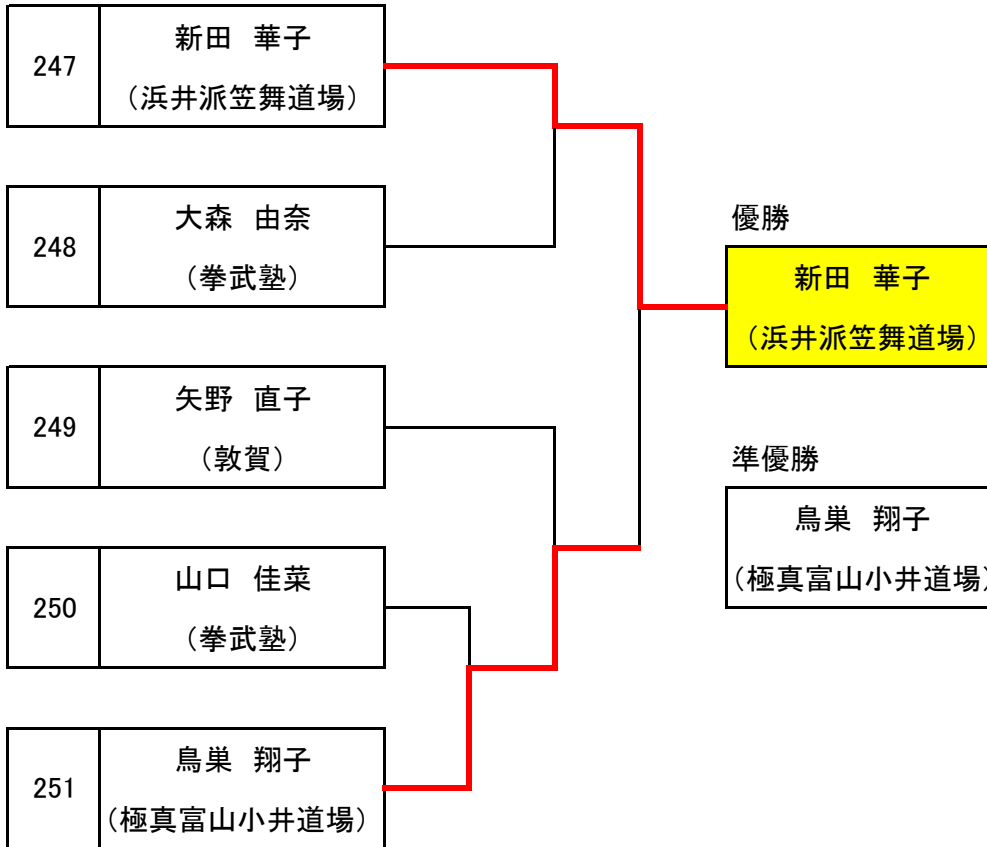 247
新田 華子
（浜井派笠舞道場）
248
大森 由奈
（拳武塾）
249
矢野 直子
（敦賀）
250
山口 佳菜
（拳武塾）
251
鳥巣 翔子
（極真富山小井道場）
優勝
新田 華子
（浜井派笠舞道場）
準優勝
鳥巣 翔子
（極真富山小井道場）